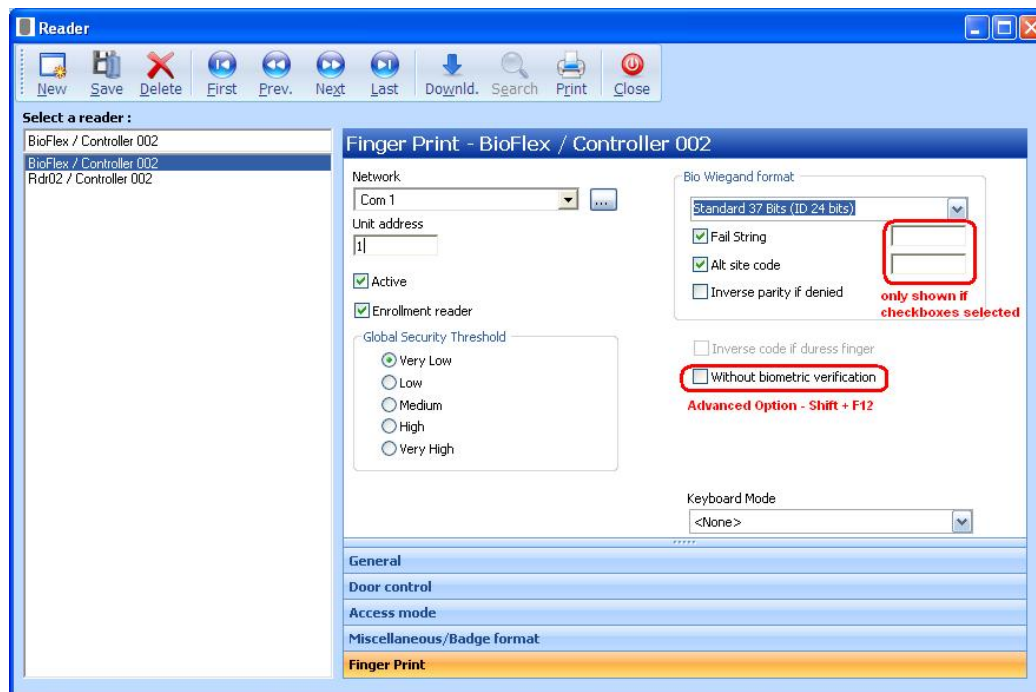 Reader
New Save Delete First Prev. Next Last Downld. Search Print Close
Select a reader :
BioFlex / Controller 002
BioFlex / Controller 002
Rdr02 / Controller 002
Finger Print - BioFlex / Controller 002
Network
Com 1
...
Unit address
1
Active
Enrollment reader
Global Security Threshold
Very Low
Low
Medium
High
Very High
Bio Wiegand format
Standard 37 Bits (ID 24 bits)
Fail String
Alt site code
Inverse parity if denied
only shown if
checkboxes selected
Inverse code if duress finger
Without biometric verification
Advanced Option - Shift + F12
Keyboard Mode
<None>
General
Door control
Access mode
Miscellaneous/Badge format
Finger Print